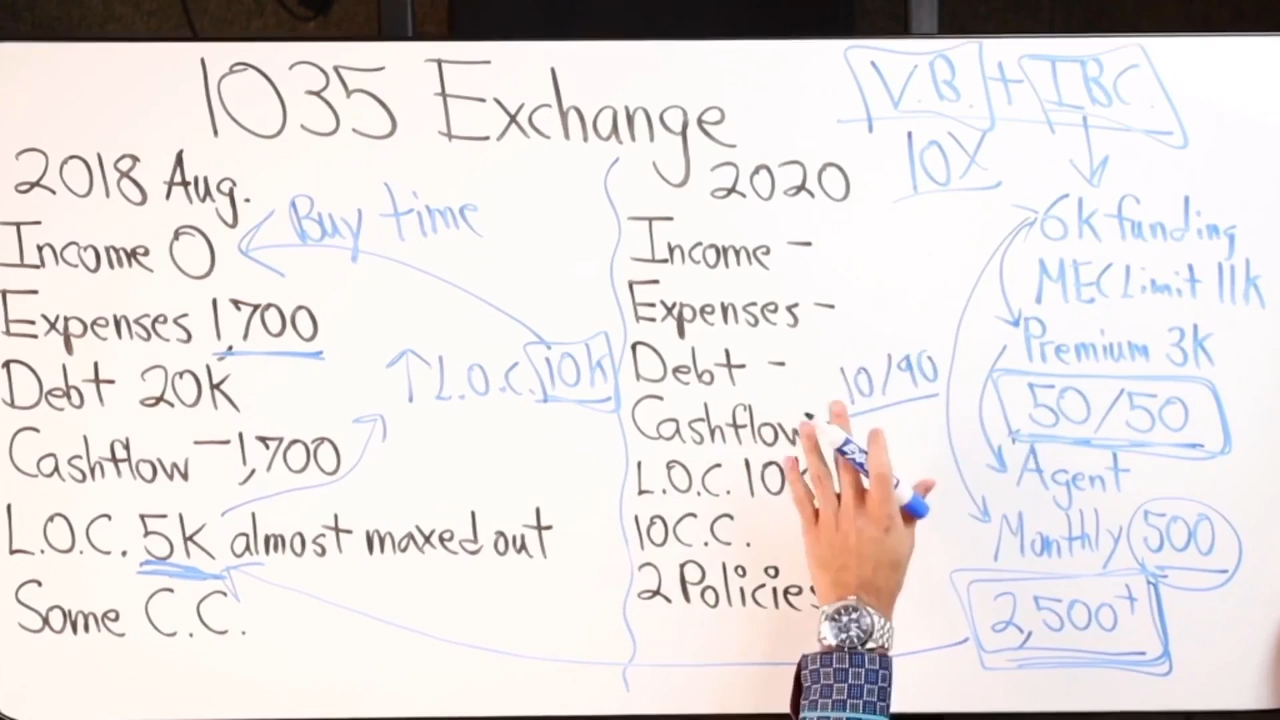 1035 Exchange
V.B. + IBC.
10X
2018 Aug.
Buy time
Income 0
Expenses 1,700
Debt 20K
↑ L.O.C. 10K
Cashflow -1,700
L.O.C. 5K almost maxed out
Some C.C.
2020
Income -
Expenses -
Debt -
10/90
Cashflow
L.O.C. 10K
10 C.C.
2 Policies
6k funding
MEC Limit 11k
Premium 3k
50/50
Agent
Monthly 500
2,500+